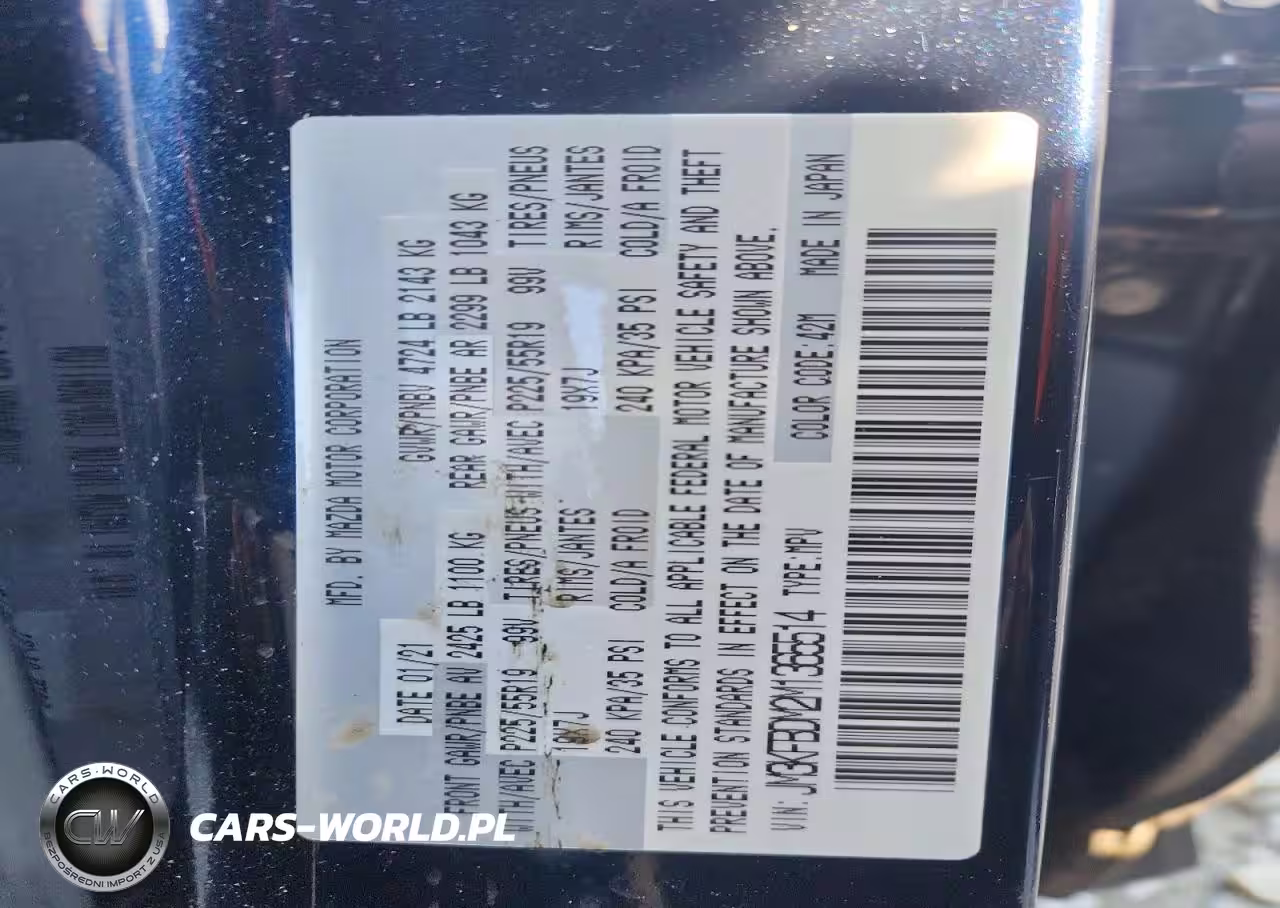 MFD. BY MAZDA MOTOR CORPORATION
DATE 01/21 GVWR/PNBV 4724 LB 2143 KG
FRONT GAWR/PNBE AV 2425 LB 1100 KG REAR GAWR/PNBE AR 2299 LB 1043 KG
WITH/AVEC P225/55R19 99V TIRES/PNEUS WITH/AVEC P225/55R19 99V TIRES/PNEUS
RIMS/JANTES 19X7J RIMS/JANTES
240 KPA/35 PSI COLD/A FROID 240 KPA/35 PSI COLD/A FROID
THIS VEHICLE CONFORMS TO ALL APPLICABLE FEDERAL MOTOR VEHICLE SAFETY AND THEFT
PREVENTION STANDARDS IN EFFECT ON THE DATE OF MANUFACTURE SHOWN ABOVE.
VIN: JM3KFBDY2M1365514 TYPE:MPV COLOR CODE.42M MADE IN JAPAN
CARS-WORLD
CW
BEZPOŚREDNI IMPORT Z USA
CARS-WORLD.PL